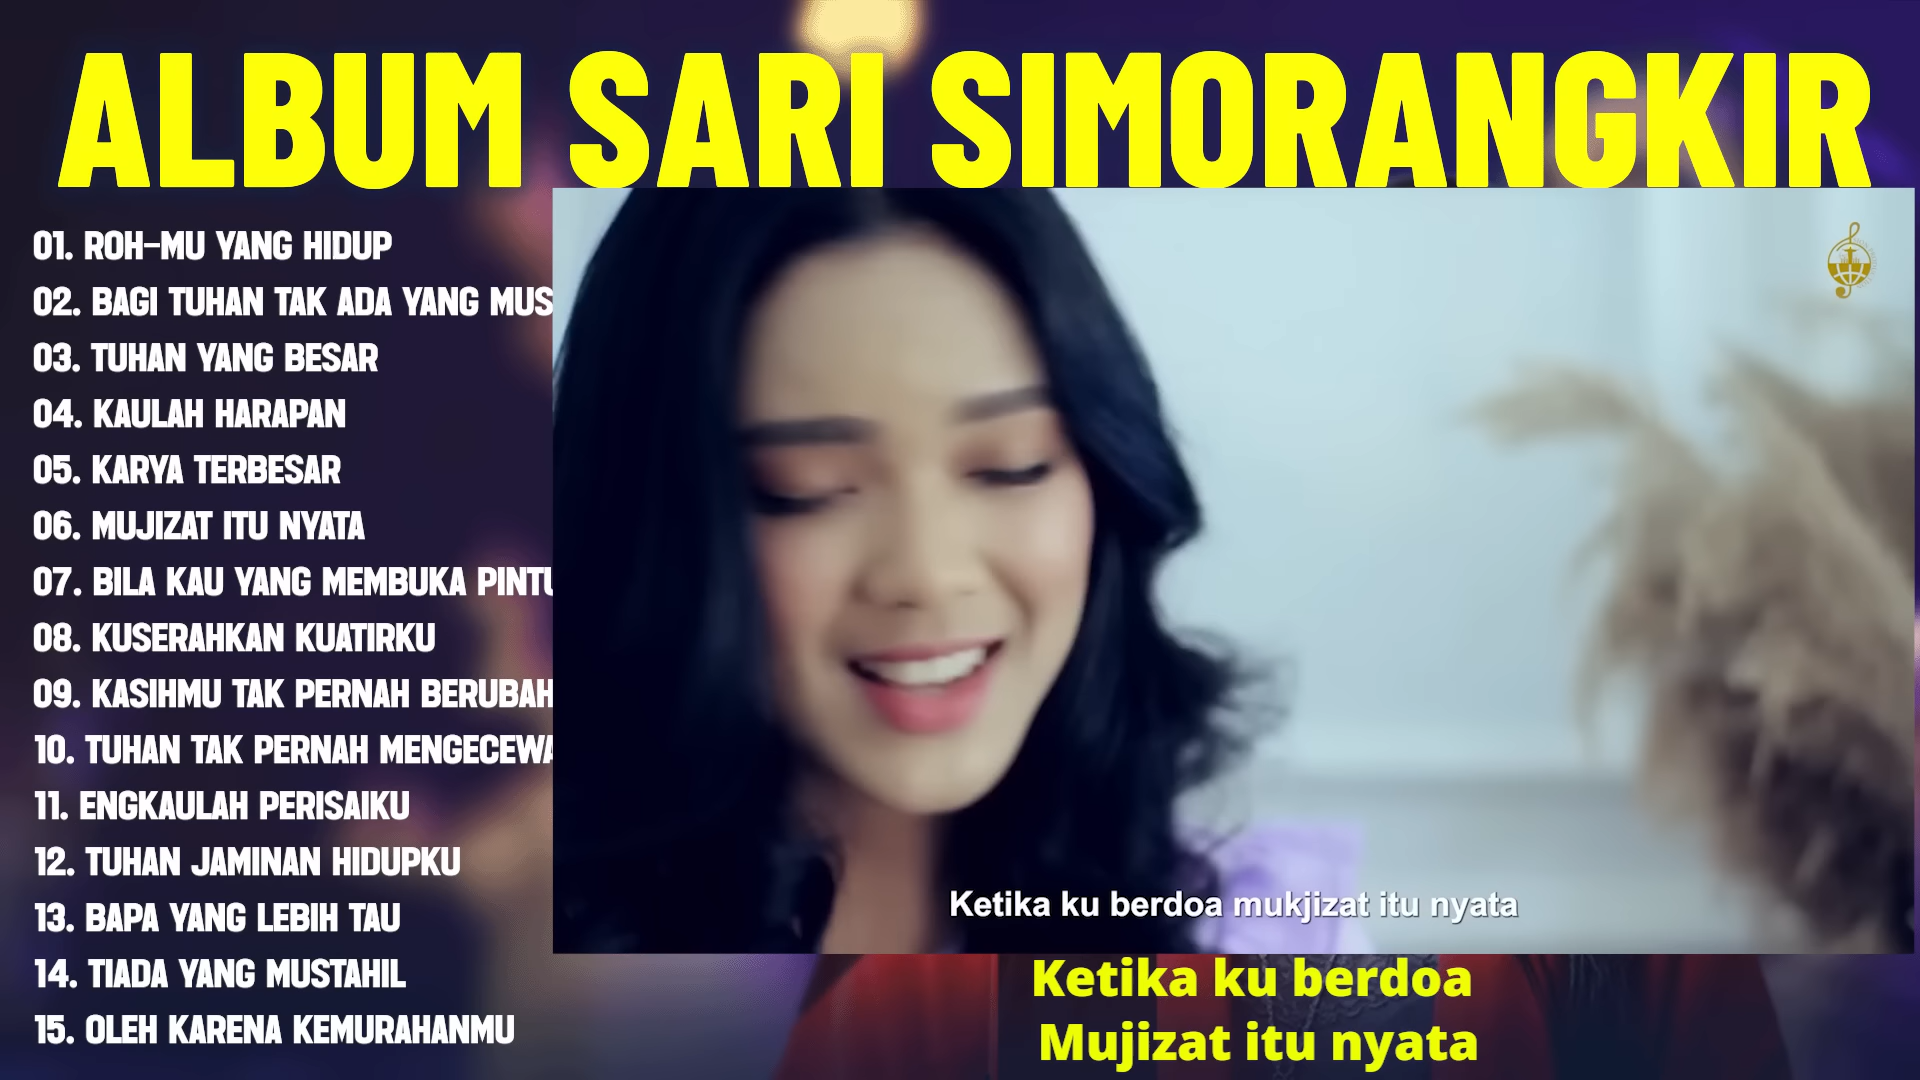 ALBUM SARI SIMORANGKIR
01. ROH-MU YANG HIDUP
02. BAGI TUHAN TAK ADA YANG MUS
03. TUHAN YANG BESAR
04. KAULAH HARAPAN
05. KARYA TERBESAR
06. MUJIZAT ITU NYATA
07. BILA KAU YANG MEMBUKA PINTU
08. KUSERAHKAN KUATIRKU
09. KASIHMU TAK PERNAH BERUBAH
10. TUHAN TAK PERNAH MENGECEWA
11. ENGKAULAH PERISAIKU
12. TUHAN JAMINAN HIDUPKU
13. BAPA YANG LEBIH TAU
14. TIADA YANG MUSTAHIL
15. OLEH KARENA KEMURAHANMU
Ketika ku berdoa mukjizat itu nyata
Ketika ku berdoa
Mujizat itu nyata